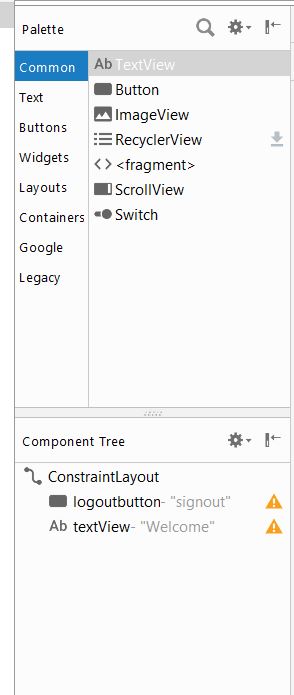 Palette
Common
Text
Buttons
Widgets
Layouts
Containers
Google
Legacy
Ab TextView
Button
ImageView
RecyclerView
<fragment>
ScrollView
Switch
Component Tree
ConstraintLayout
logoutbutton- "signout"
Ab textView- "Welcome"